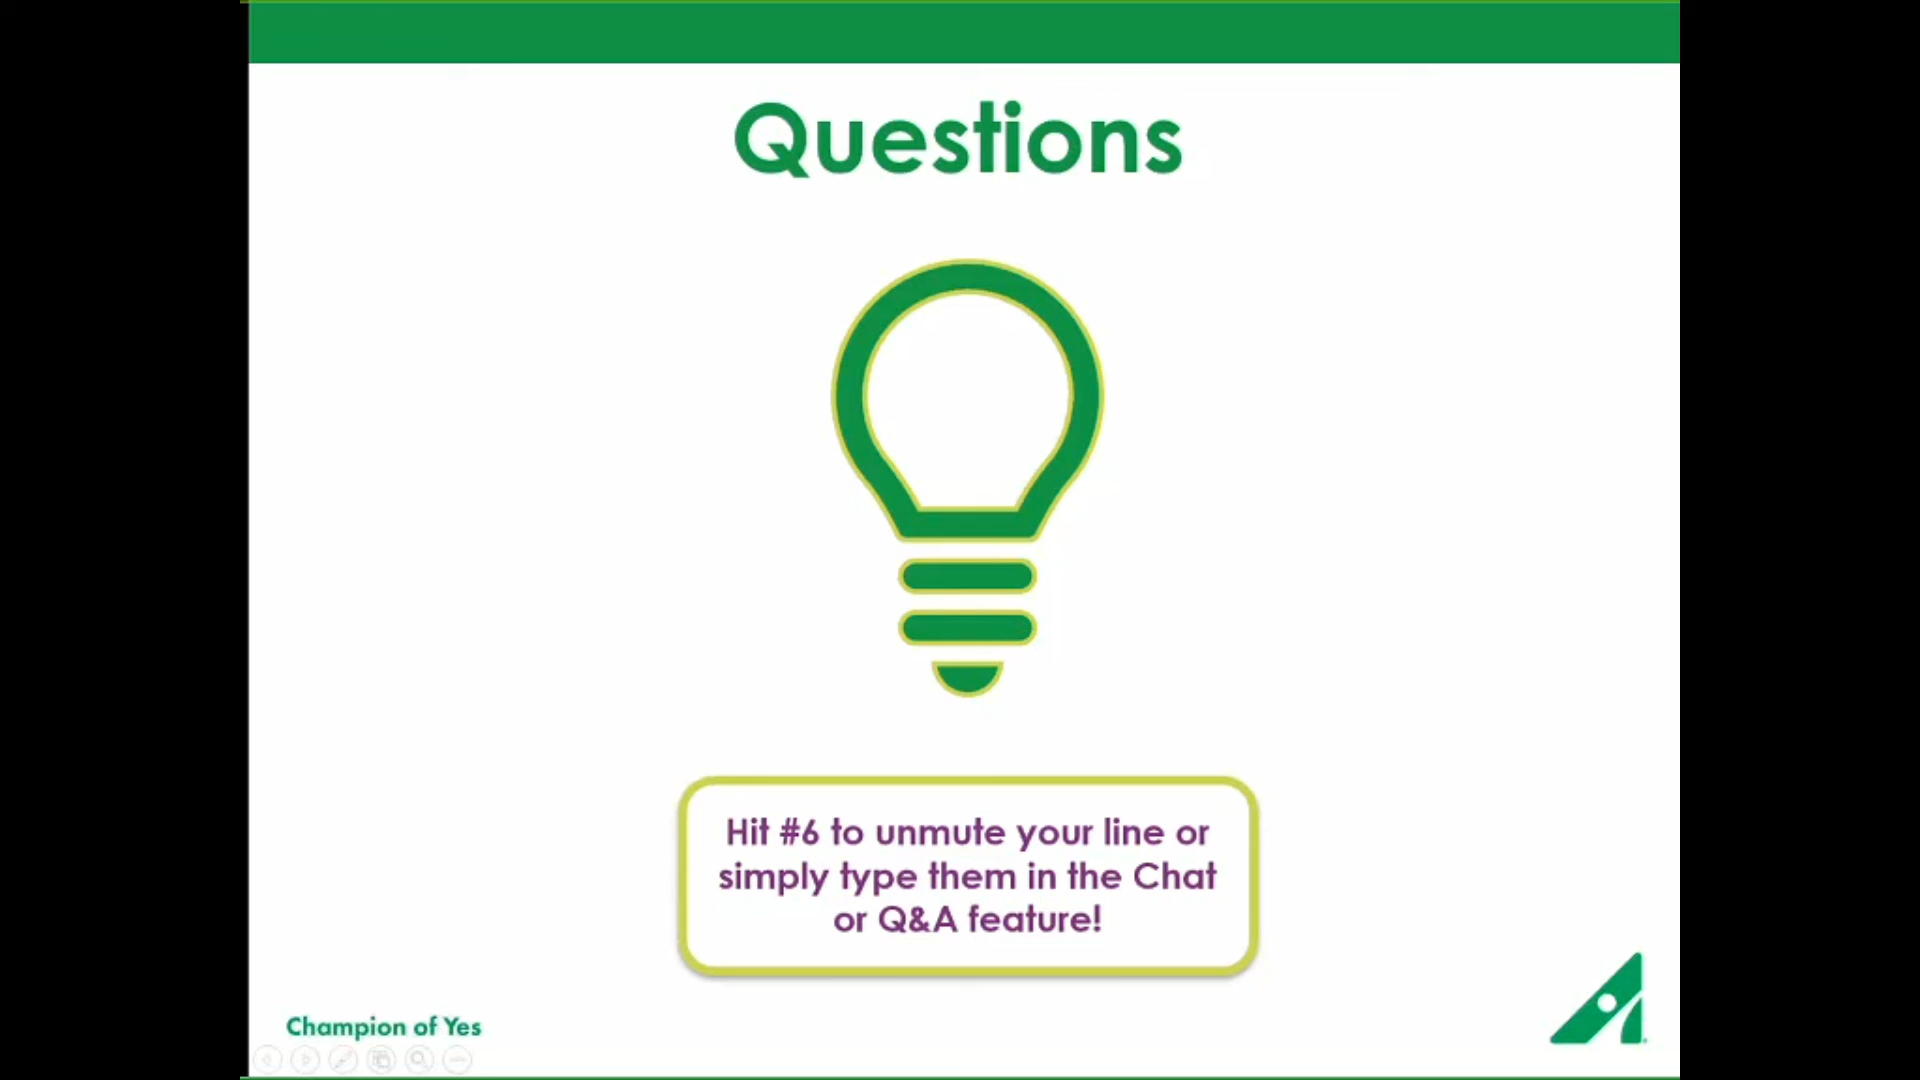 Questions
Hit #6 to unmute your line or
simply type them in the Chat
or Q&A feature!
Champion of Yes